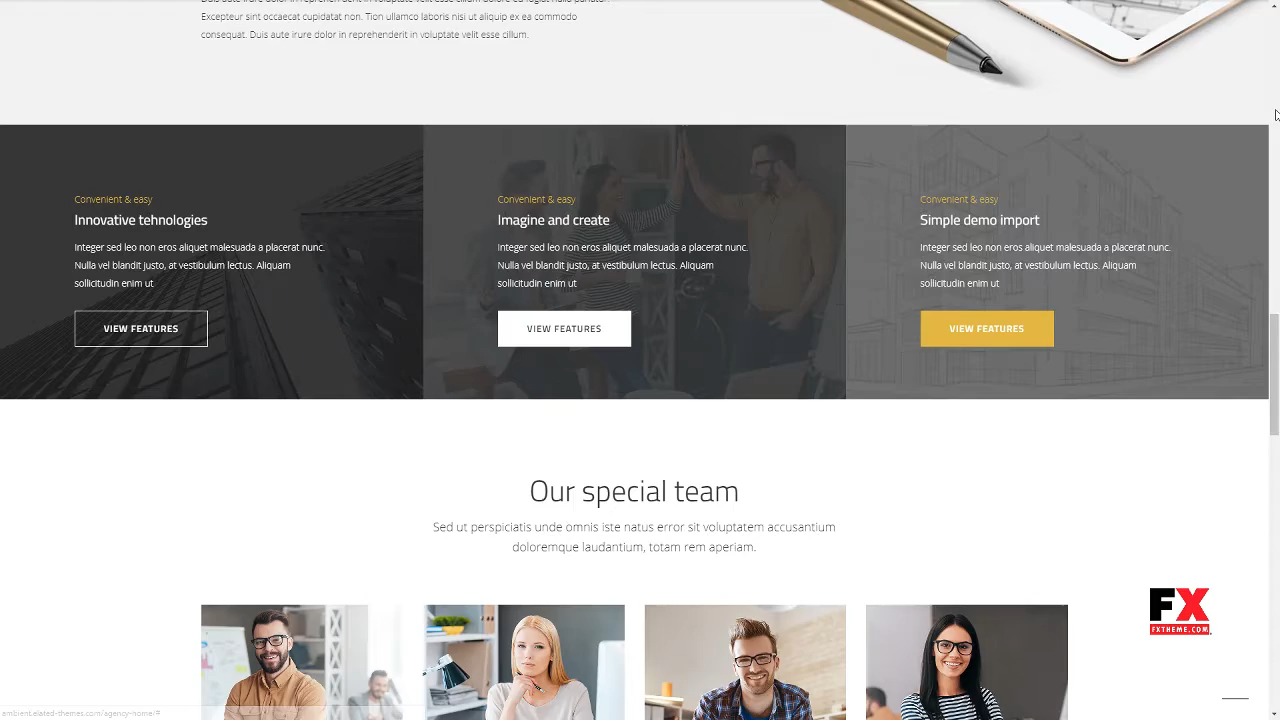 Excepteur sint occaecat cupidatat non. Tion ullamco laboris nisi ut aliquip ex ea commodo
consequat. Duis aute irure dolor in reprehenderit in voluptate velit esse cillum.
Convenient & easy
Innovative tehnologies
Integer sed leo non eros aliquet malesuada a placerat nunc.
Nulla vel blandit justo, at vestibulum lectus. Aliquam
sollicitudin enim ut
VIEW FEATURES
Convenient & easy
Imagine and create
Integer sed leo non eros aliquet malesuada a placerat nunc.
Nulla vel blandit justo, at vestibulum lectus. Aliquam
sollicitudin enim ut
VIEW FEATURES
Convenient & easy
Simple demo import
Integer sed leo non eros aliquet malesuada a placerat nunc.
Nulla vel blandit justo, at vestibulum lectus. Aliquam
sollicitudin enim ut
VIEW FEATURES
Our special team
Sed ut perspiciatis unde omnis iste natus error sit voluptatem accusantium
doloremque laudantium, totam rem aperiam.
FX
FXTHEME.COM
amipient.elated-themes.com/agency-home/#